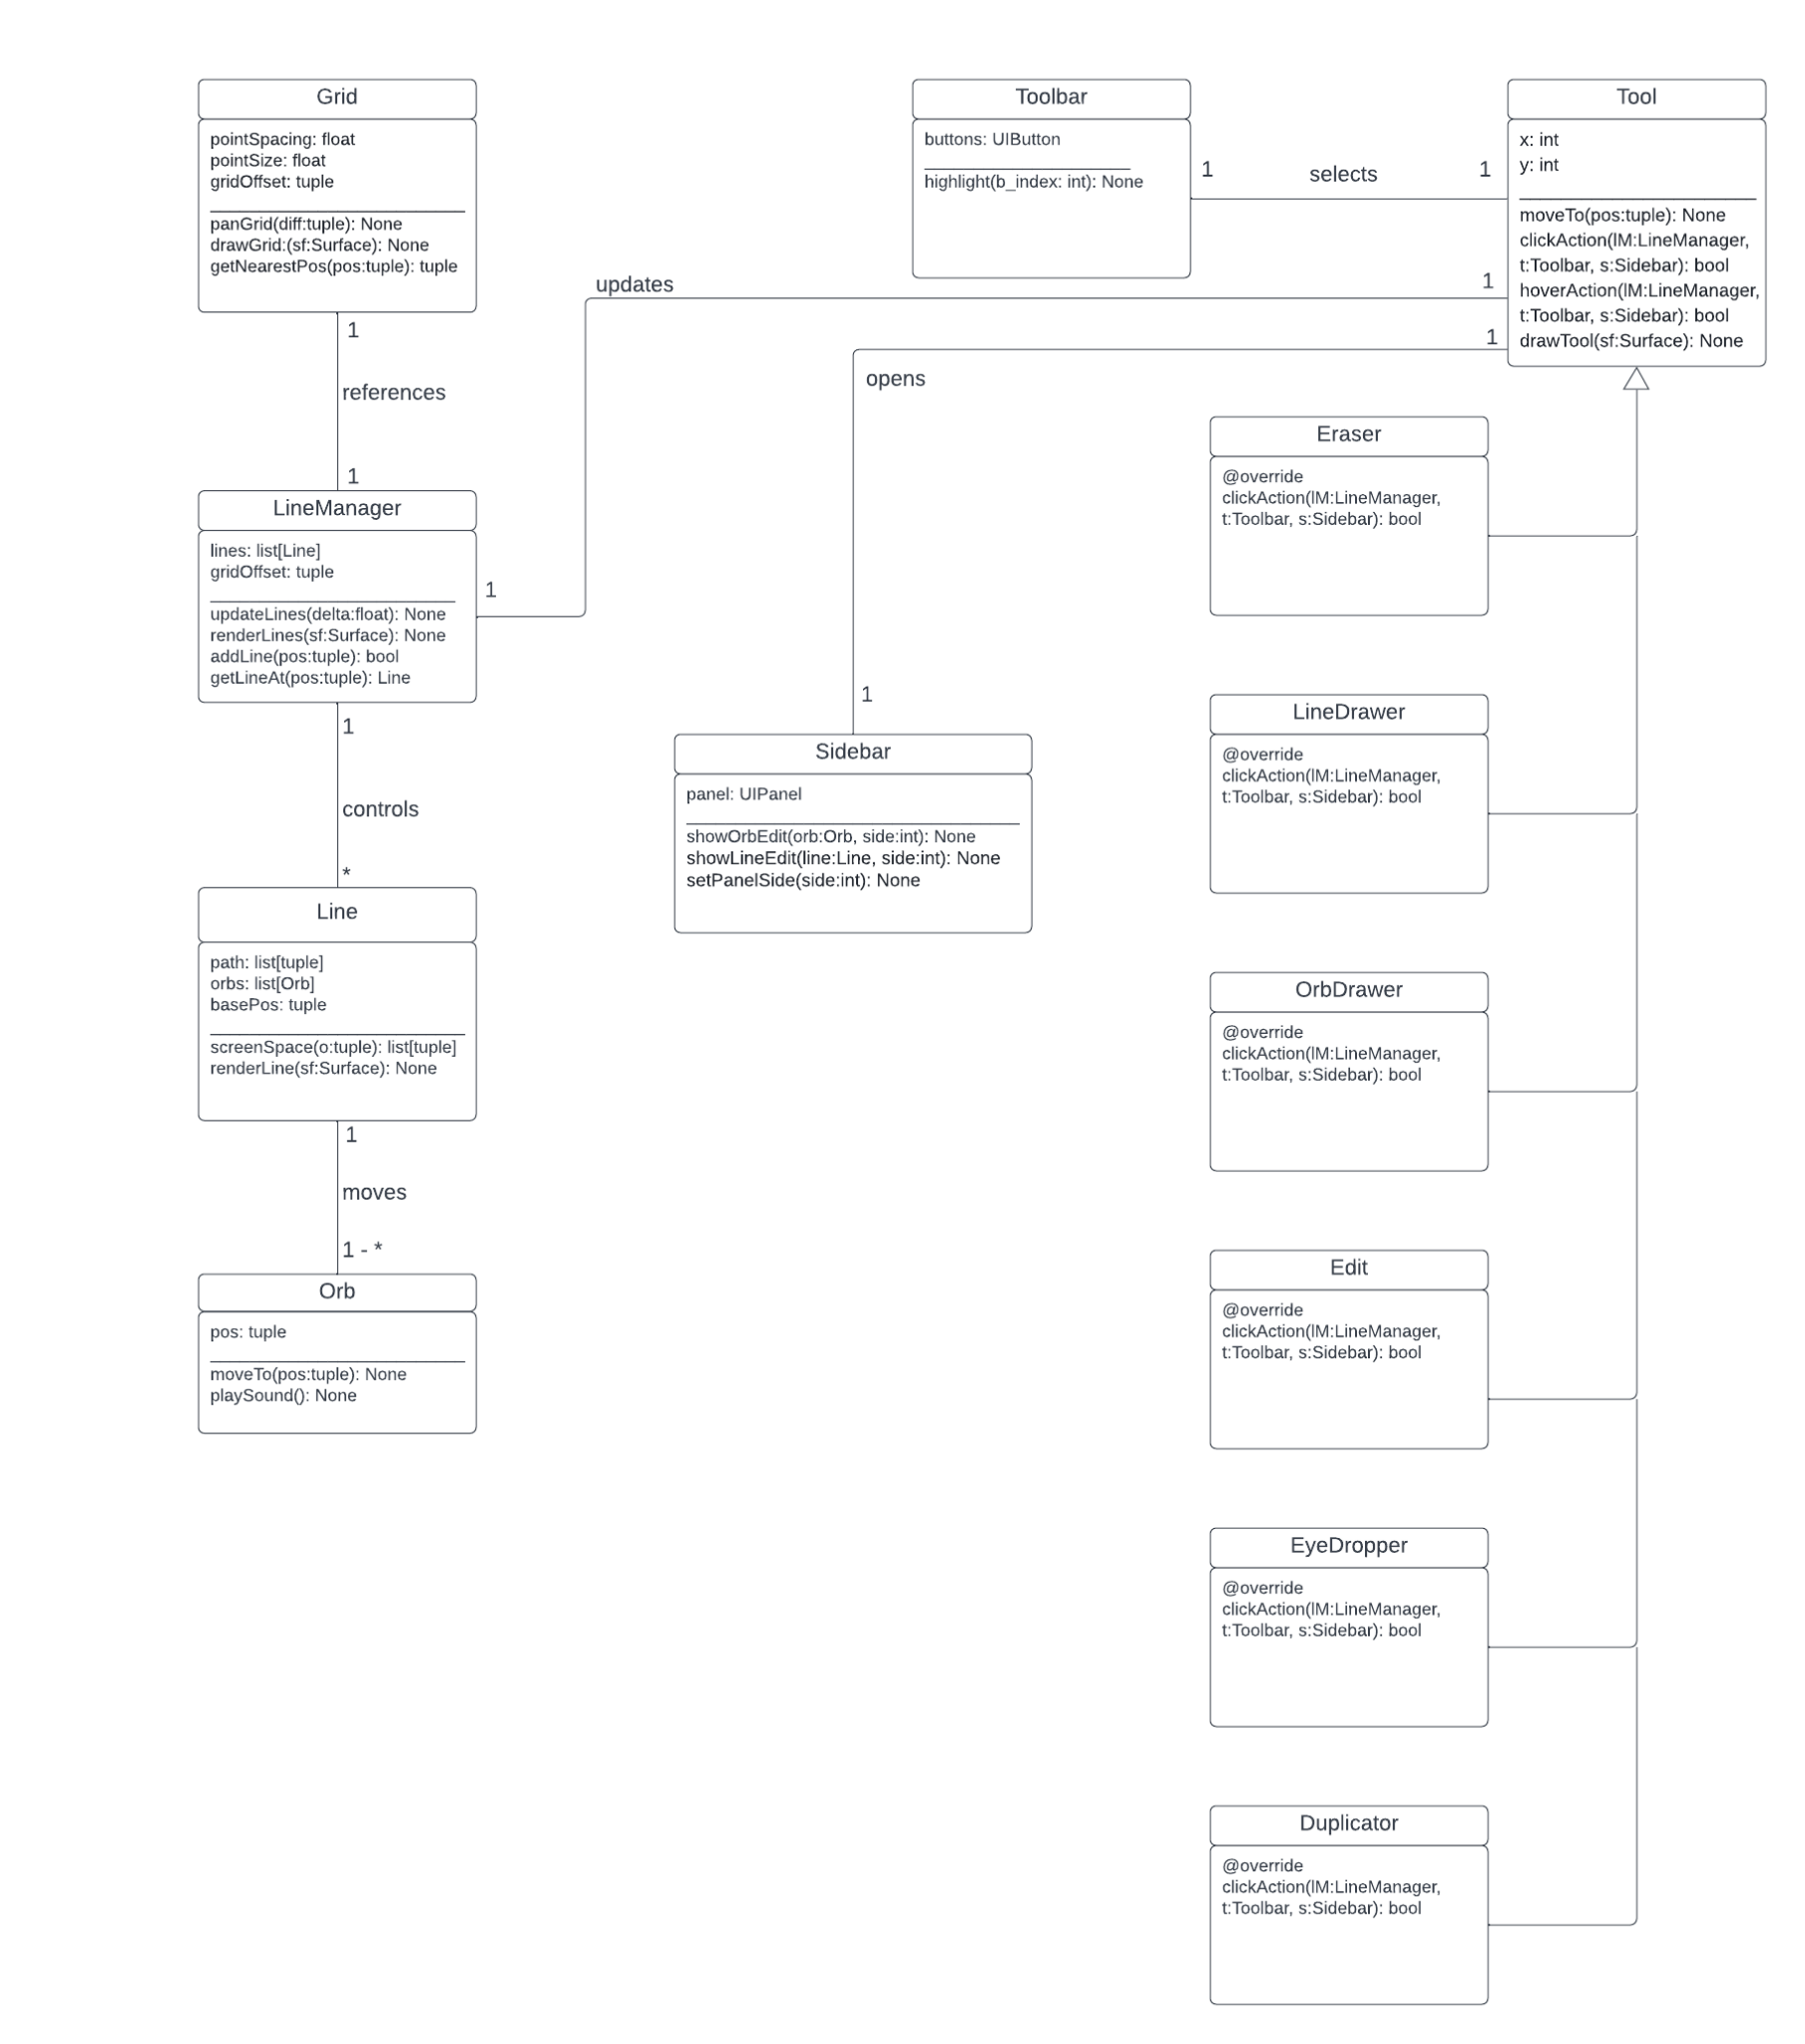 Grid
pointSpacing: float
pointSize: float
gridOffset: tuple
panGrid(diff:tuple): None
drawGrid:(sf:Surface): None
getNearestPos(pos:tuple): tuple
1
references
1
LineManager
lines: list[Line]
gridOffset: tuple
updateLines(delta:float): None
renderLines(sf:Surface): None
addLine(pos:tuple): bool
getLineAt(pos:tuple): Line
1
controls
*
Line
path: list[tuple]
orbs: list[Orb]
basePos: tuple
screenSpace(o:tuple): list[tuple]
renderLine(sf:Surface): None
1
moves
1 - *
Orb
pos: tuple
moveTo(pos:tuple): None
playSound(): None
updates
1
1
opens
1
1
Sidebar
panel: UIPanel
showOrbEdit(orb:Orb, side:int): None
showLineEdit(line:Line, side:int): None
setPanelSide(side:int): None
Toolbar
buttons: UIButton
highlight(b_index: int): None
1
selects
1
Tool
x: int
y: int
moveTo(pos:tuple): None
clickAction(lM:LineManager,
t:Toolbar, s:Sidebar): bool
hoverAction(lM:LineManager,
t:Toolbar, s:Sidebar): bool
drawTool(sf:Surface): None
Eraser
@override
clickAction(lM:LineManager,
t:Toolbar, s:Sidebar): bool
LineDrawer
@override
clickAction(lM:LineManager,
t:Toolbar, s:Sidebar): bool
OrbDrawer
@override
clickAction(lM:LineManager,
t:Toolbar, s:Sidebar): bool
Edit
@override
clickAction(lM:LineManager,
t:Toolbar, s:Sidebar): bool
EyeDropper
@override
clickAction(lM:LineManager,
t:Toolbar, s:Sidebar): bool
Duplicator
@override
clickAction(lM:LineManager,
t:Toolbar, s:Sidebar): bool